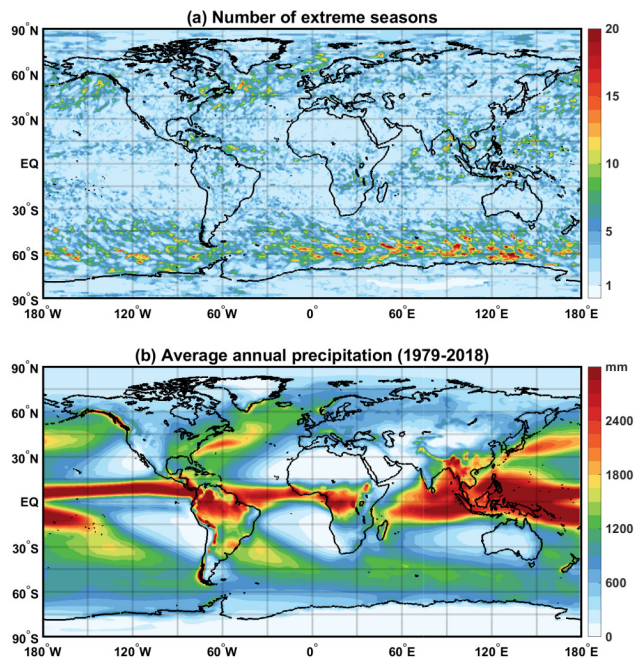 (a) Number of extreme seasons
90°N
60°N
30°N
EQ
30°S
60°S
90°S
180°W 120°W 60°W 0° 60°E 120°E 180°E
20
15
10
5
1
(b) Average annual precipitation (1979-2018)
90°N
60°N
30°N
EQ
30°S
60°S
90°S
180°W 120°W 60°W 0° 60°E 120°E 180°E
mm
2400
1800
1200
600
0